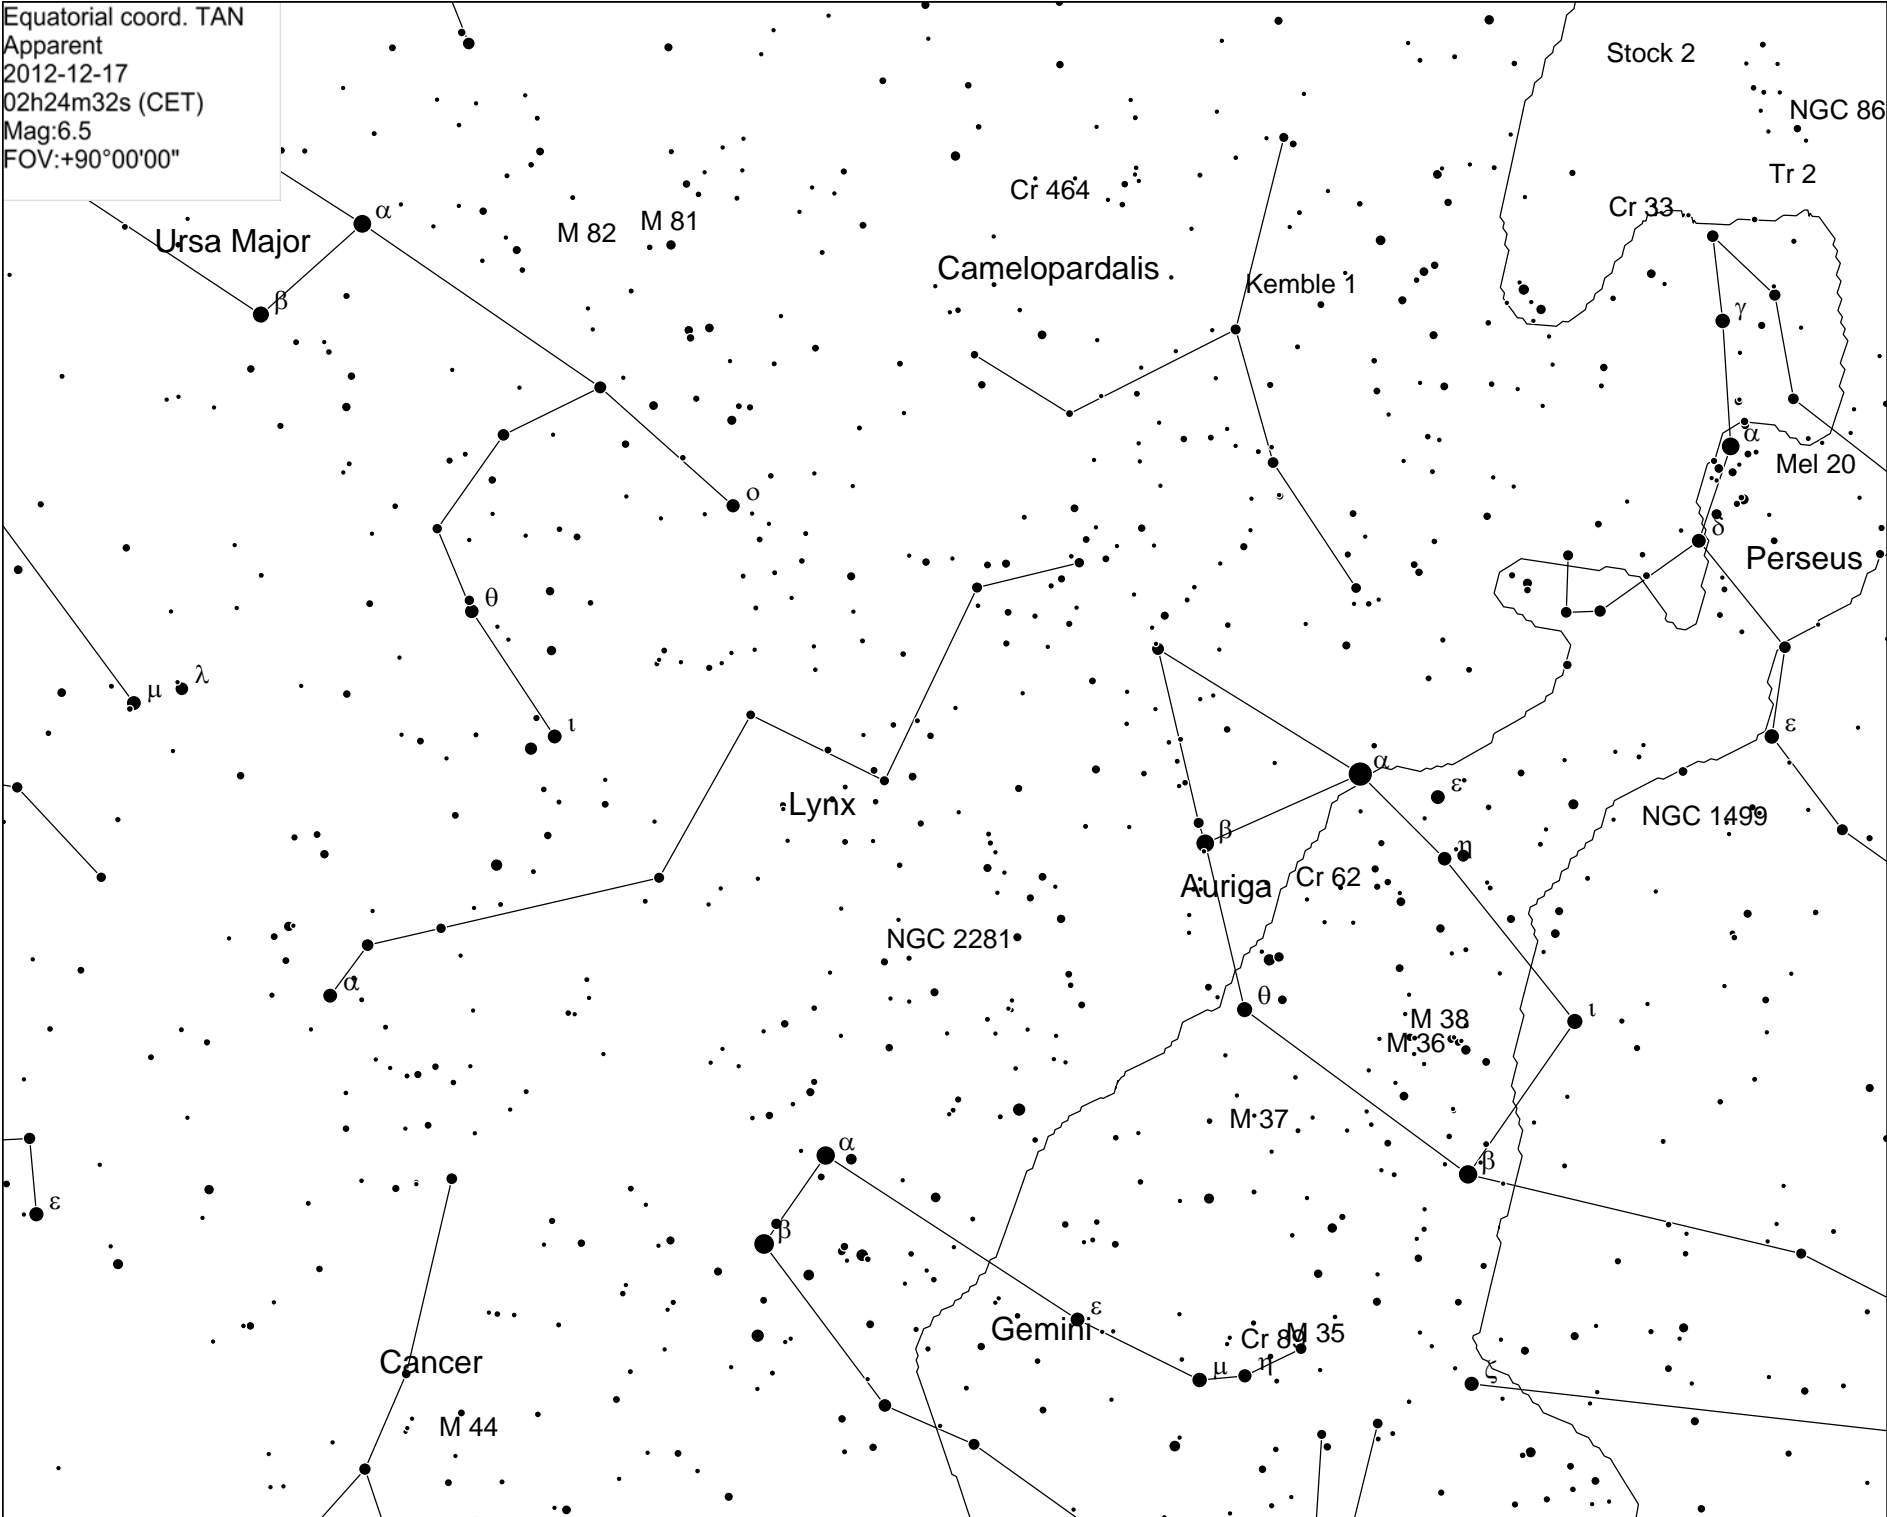 Equatorial coord. TAN
Apparent
2012-12-17
02h24m32s (CET)
Mag:6.5
FOV:+90°00'00"
Stock 2
NGC 86
Tr 2
Cr 464
Cr 33
α
M 82
M 81
Ursa Major
Camelopardalis
Kemble 1
β
γ
α
Mel 20
ο
δ
Perseus
θ
μ
λ
ι
ε
α
ε
Lynx
NGC 1499
β
η
Auriga
Cr 62
NGC 2281
α
θ
ι
M 38
M 36
M 37
α
β
ε
β
ε
Gemini
Cr 89
M 35
Cancer
μ
η
ζ
M 44